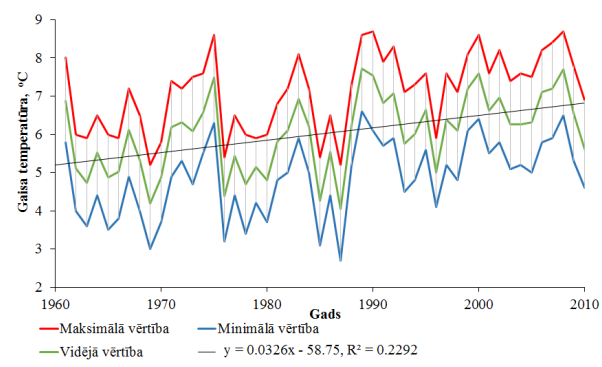 Gaisa temperatūra, °C
9
8
7
6
5
4
3
2
1960
1970
1980
1990
2000
2010
Gads
Maksimālā vērtība
Minimālā vērtība
Vidējā vērtība
y = 0.0326x - 58.75, R² = 0.2292